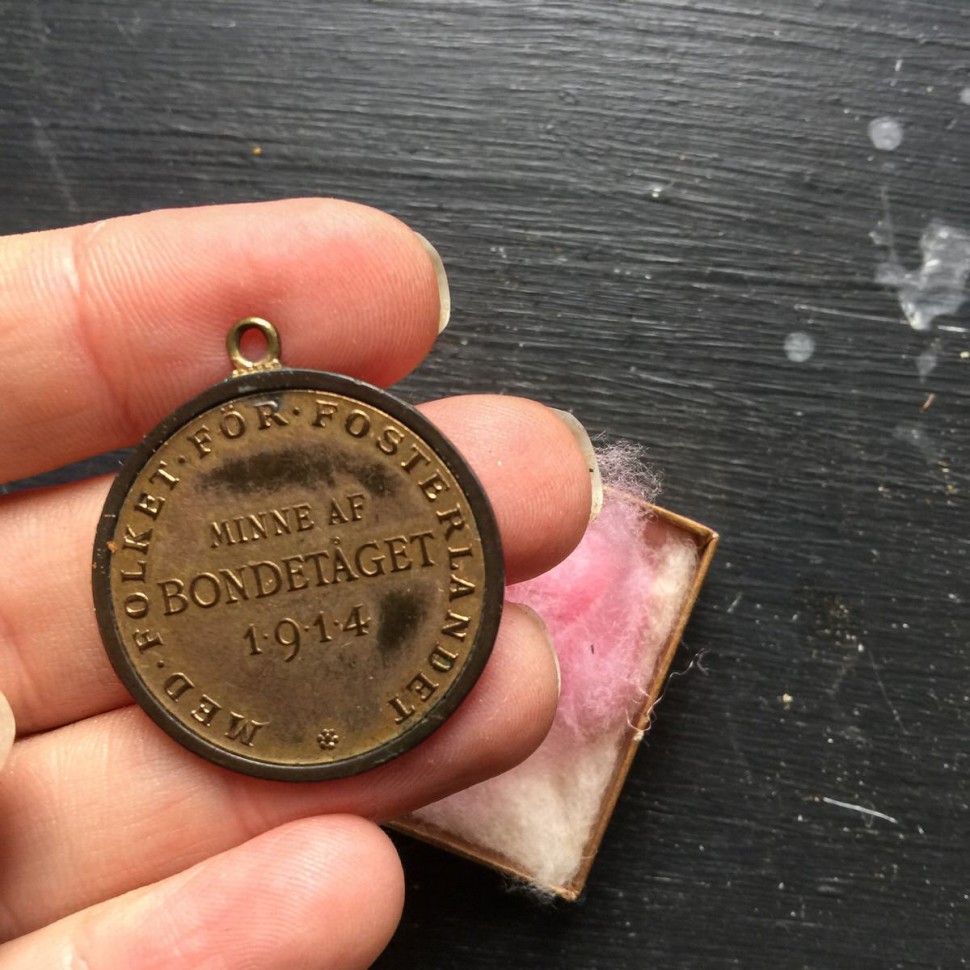 MED·FOLKET·FÖR·FOSTERLANDET
MINNE AF
BONDETÅGET
1·9·1·4